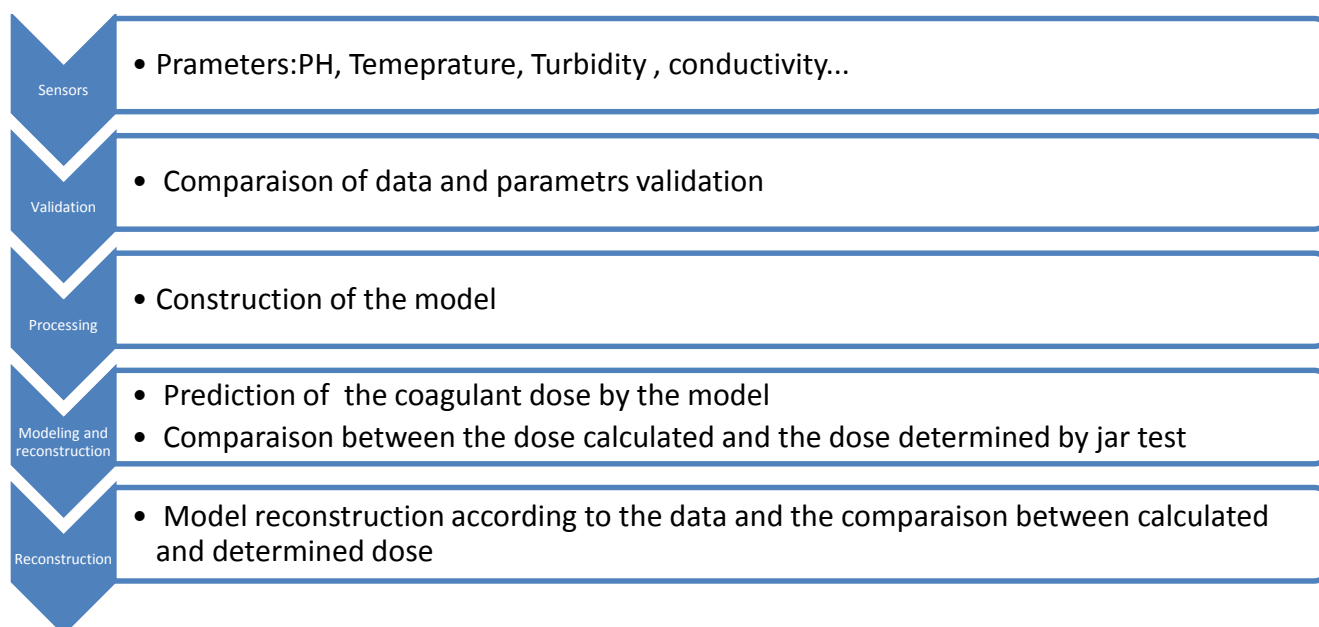 Sensors
• Prameters:PH, Temeprature, Turbidity , conductivity...
Validation
• Comparaison of data and parametrs validation
Processing
• Construction of the model
Modeling and
reconstruction
• Prediction of the coagulant dose by the model
• Comparaison between the dose calculated and the dose determined by jar test
Reconstruction
• Model reconstruction according to the data and the comparaison between calculated
and determined dose